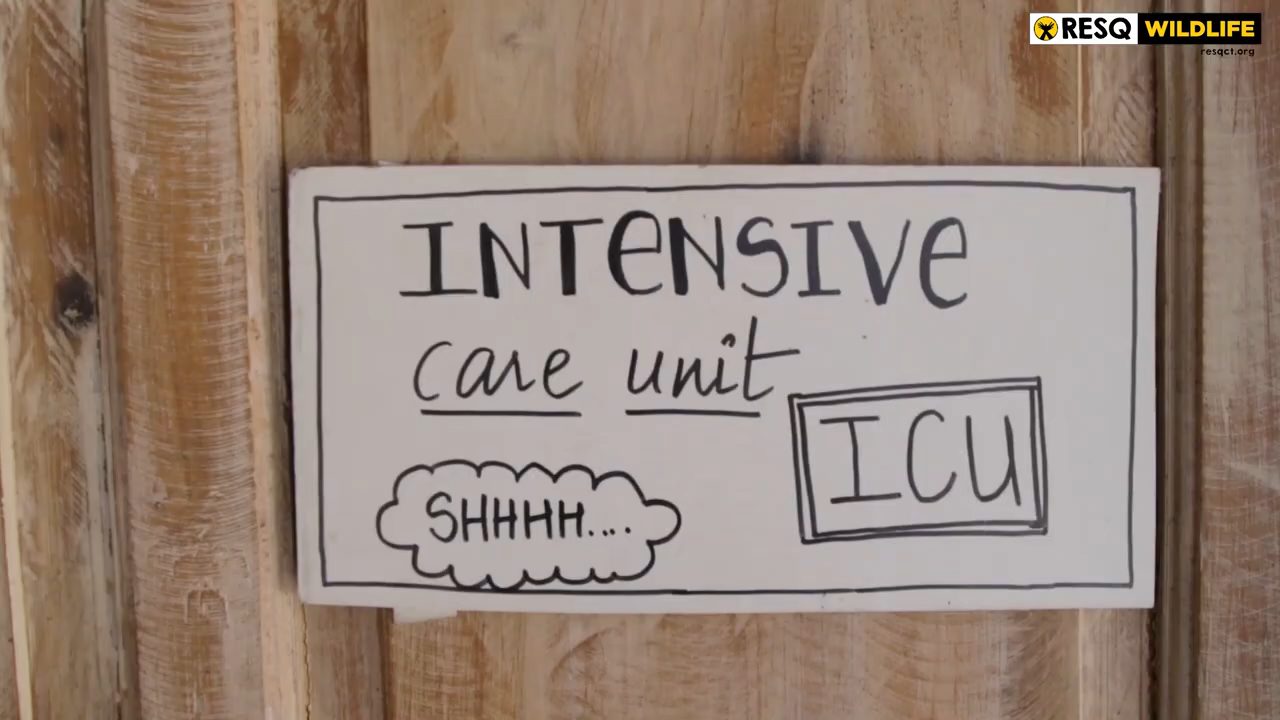 RESQ WILDLIFE
resqct.org
INTENSIVE
care unit
ICU
SHHHH....